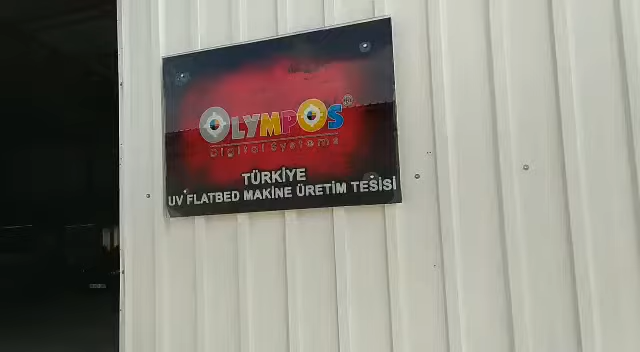 OLYMPOS®
Digital Systems
TÜRKİYE
UV FLATBED MAKİNE ÜRETİM TESİSİ